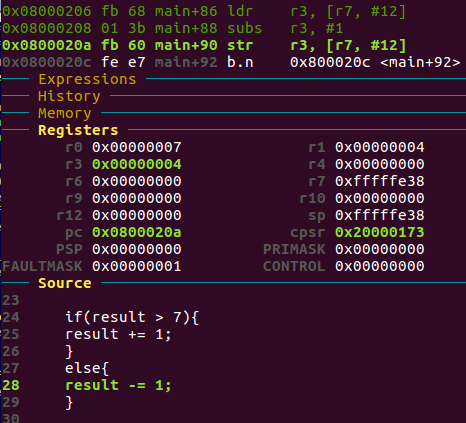 0x08000206 fb 68 main+86 ldr r3, [r7, #12]
0x08000208 01 3b main+88 subs r3, #1
0x0800020a fb 60 main+90 str r3, [r7, #12]
0x0800020c fe e7 main+92 b.n 0x800020c <main+92>
Expressions
History
Memory
Registers
r0 0x00000007 r1 0x00000004
r3 0x00000004 r4 0x00000000
r6 0x00000000 r7 0xfffffe38
r9 0x00000000 r10 0x00000000
r12 0x00000000 sp 0xfffffe38
pc 0x0800020a cpsr 0x20000173
PSP 0x00000000 PRIMASK 0x00000000
FAULTMASK 0x00000001 CONTROL 0x00000000
Source
23
24 if(result > 7){
25 result += 1;
26 }
27 else{
28 result -= 1;
29 }
30